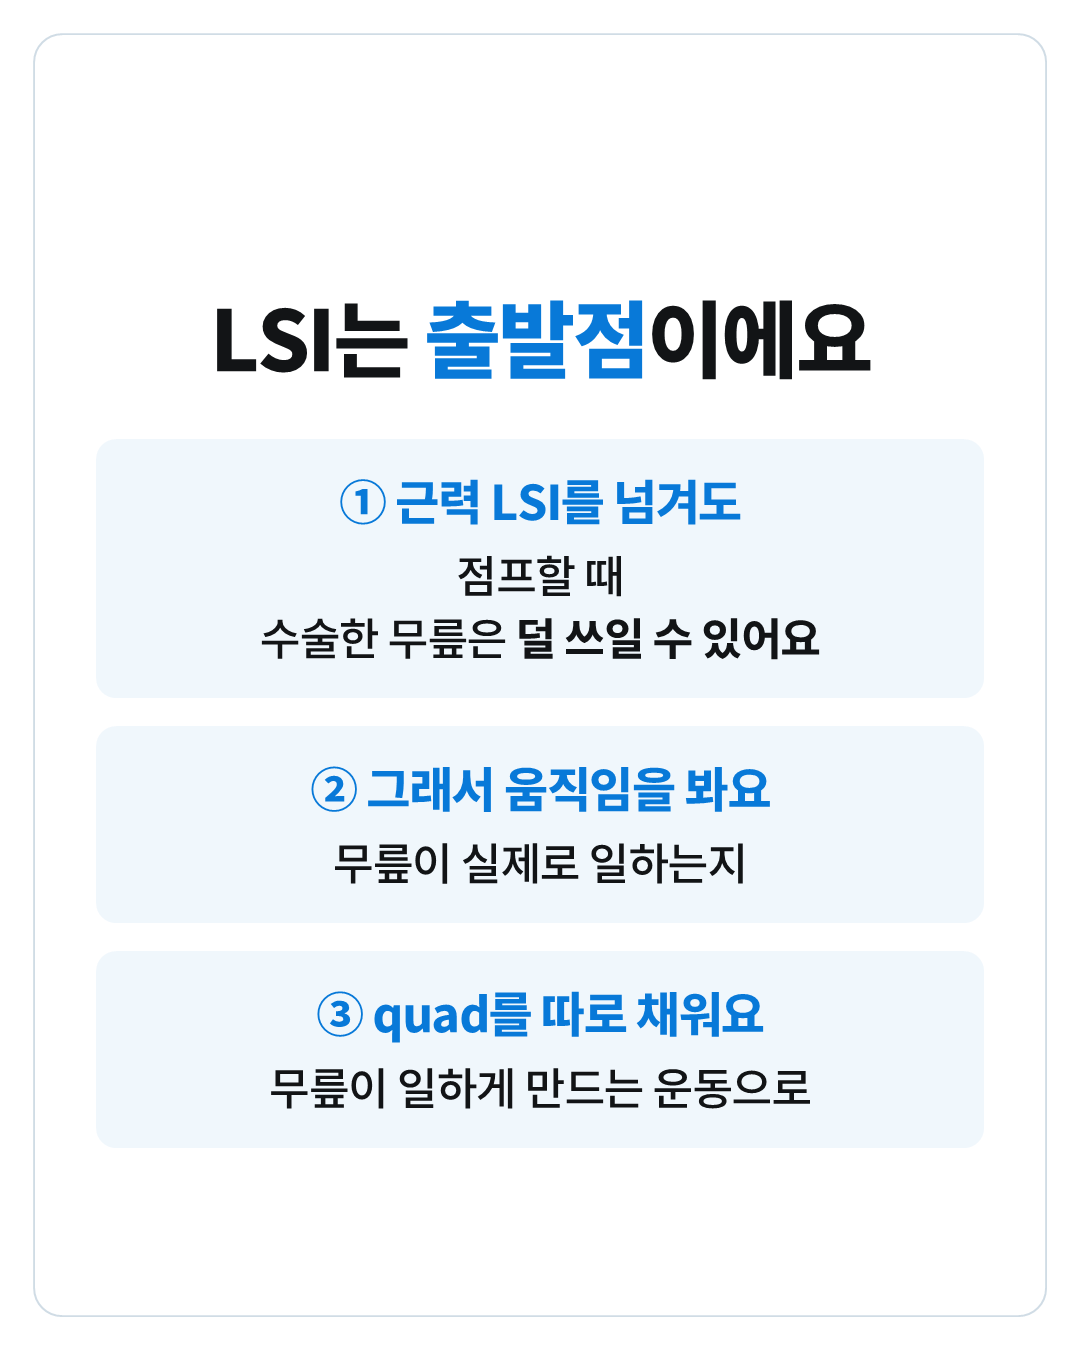 LSI는 출발점이에요
① 근력 LSI를 넘겨도
점프할 때
수술한 무릎은 덜 쓰일 수 있어요
② 그래서 움직임을 봐요
무릎이 실제로 일하는지
③ quad를 따로 채워요
무릎이 일하게 만드는 운동으로